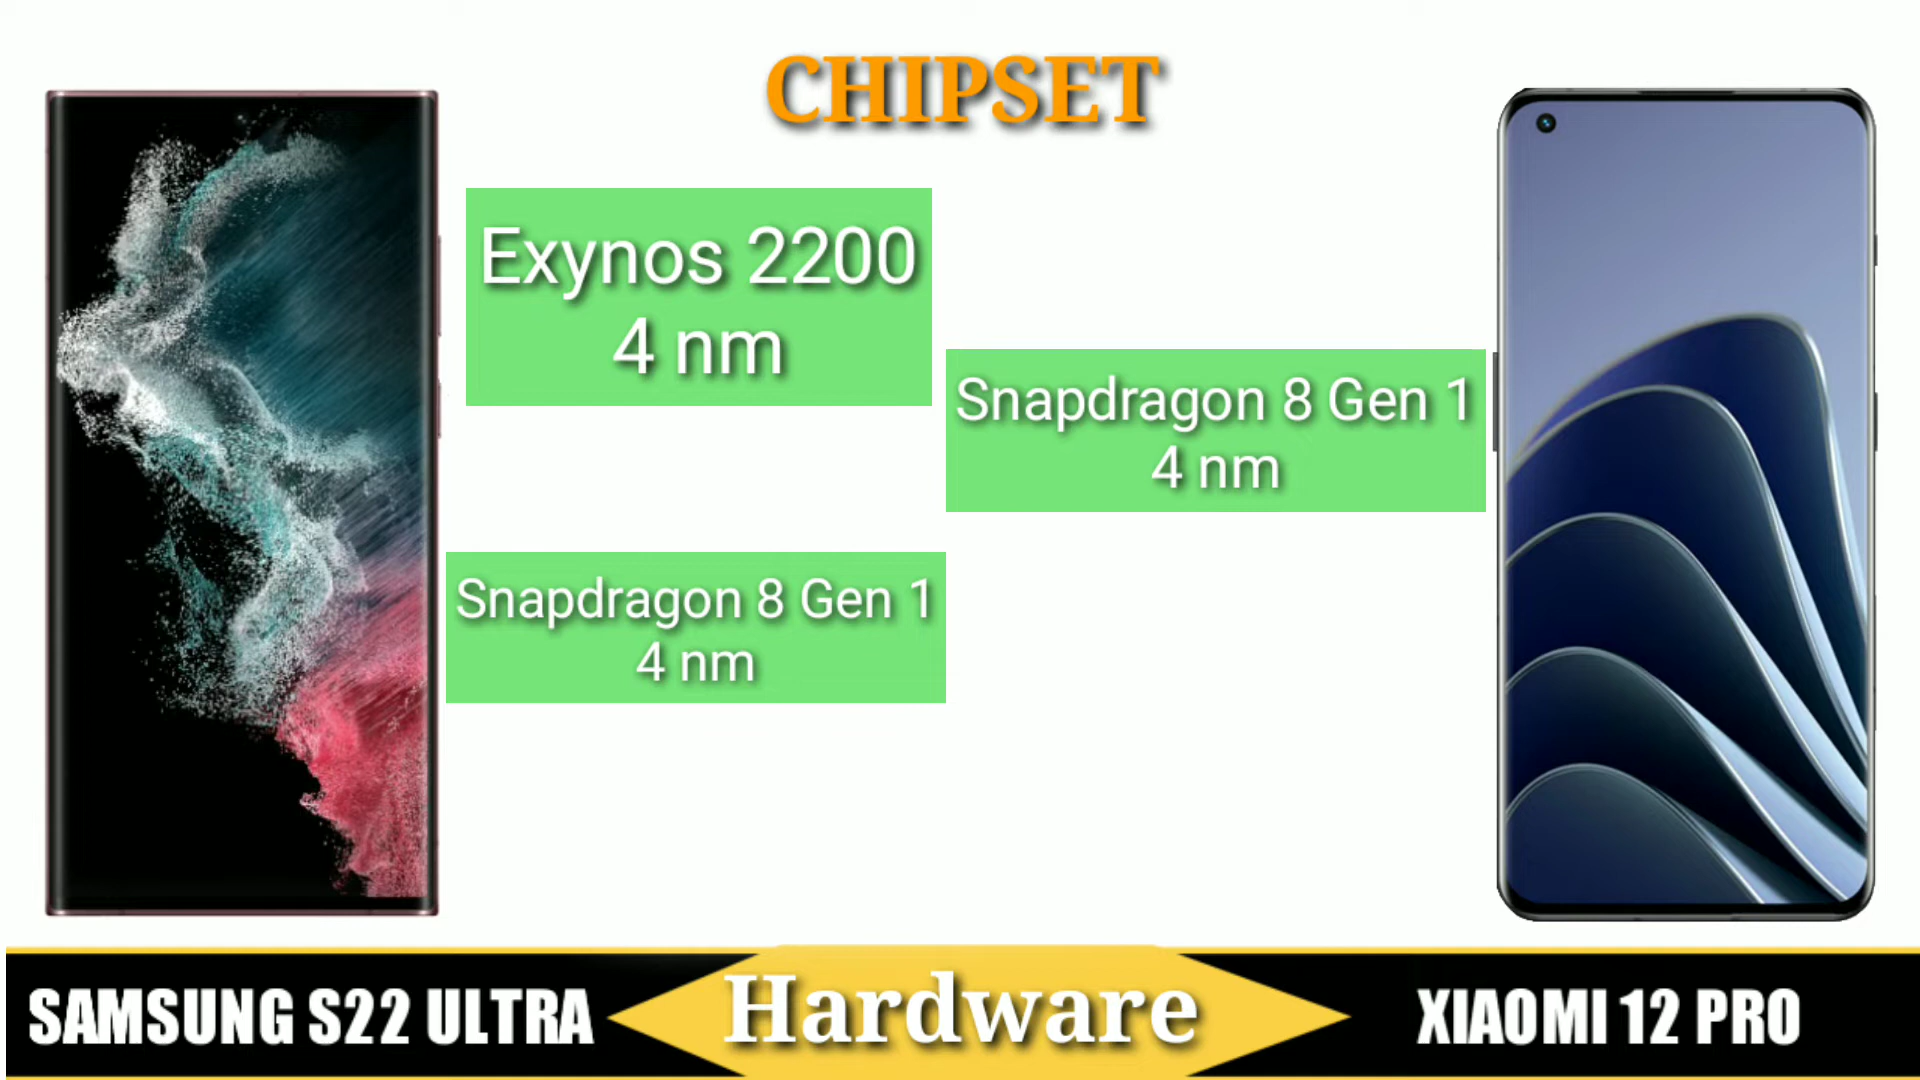 CHIPSET
Exynos 2200
4 nm
Snapdragon 8 Gen 1
4 nm
Snapdragon 8 Gen 1
4 nm
SAMSUNG S22 ULTRA
Hardware
XIAOMI 12 PRO